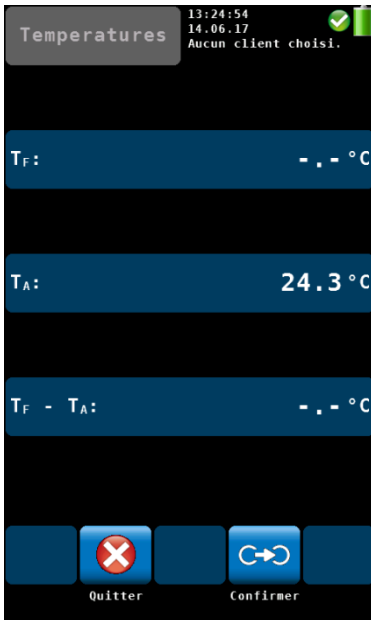 Temperatures
13:24:54
14.06.17
Aucun client choisi.
TF: -.-°C
TA: 24.3°C
TF - TA: -.-°C
Quitter Confirmer